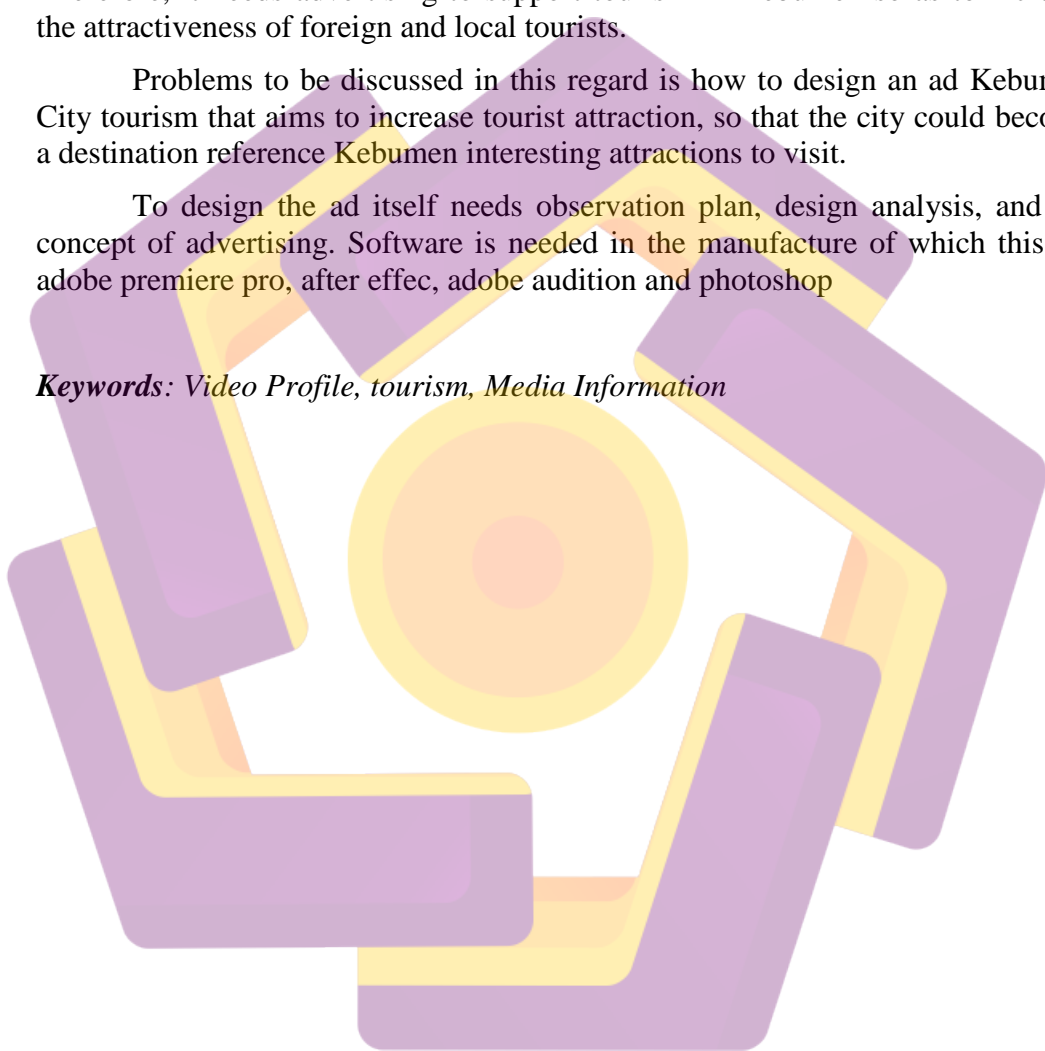 the attractiveness of foreign and local tourists.
Problems to be discussed in this regard is how to design an ad
City tourism that aims to increase tourist attraction, so that the city could
a destination reference Kebumen interesting attractions to visit.
To design the ad itself needs observation plan, design analysis, and
concept of advertising. Software is needed in the manufacture of which this
adobe premiere pro, after effec, adobe audition and photoshop
Keywords: Video Profile, tourism, Media Information